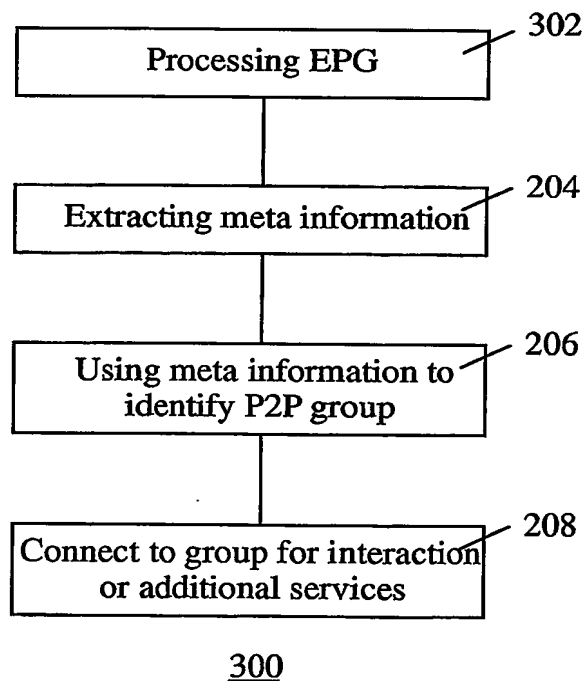 302
Processing EPG
204
Extracting meta information
206
Using meta information to
identify P2P group
208
Connect to group for interaction
or additional services
300